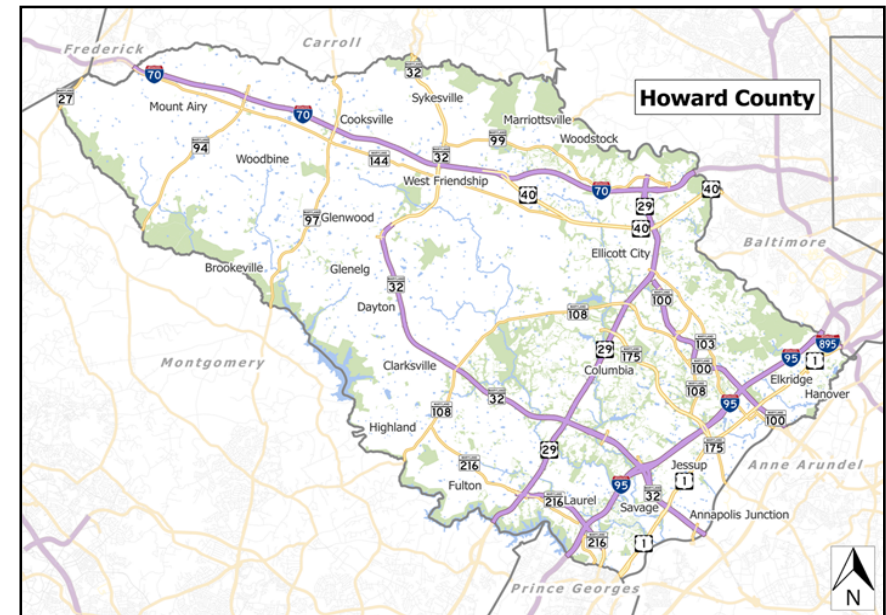 Carroll
Frederick
70
MARYLAND
32
27
Sykesville
Howard County
Mount Airy
70
Cooksville
Marriottsville
94
99
Woodstock
Woodbine
144
32
West Friendship
70
40
40
29
97
Glenwood
40
Baltimore
Ellicott City
Brookeville
Glenelg
32
100
Dayton
108
103
895
29
175
95
1
Montgomery
Clarksville
Columbia
100
Elkridge
32
108
Hanover
108
95
100
Highland
29
175
216
Jessup
Anne Arundel
Fulton
95
1
216
Laurel
32
Savage
Annapolis Junction
216
1
Prince Georges
N